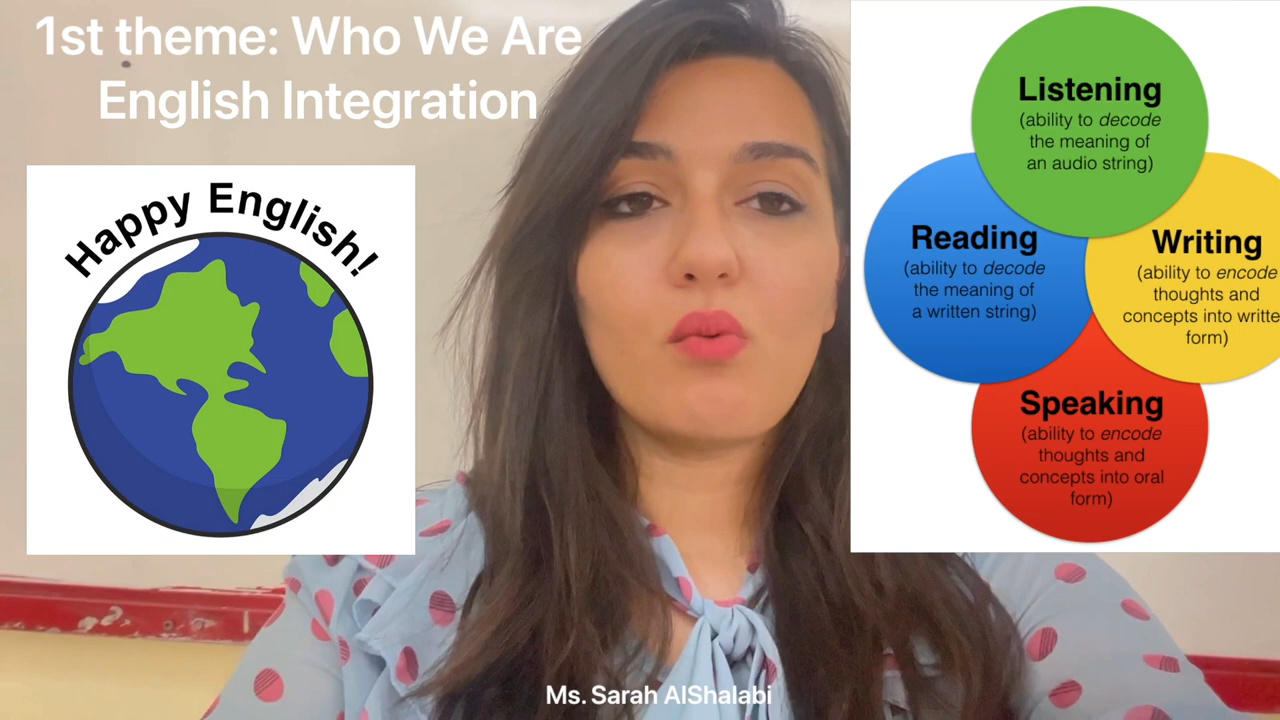 1st theme: Who We Are
English Integration
Happy English!
Listening
(ability to decode
the meaning of
an audio string)
Reading
(ability to decode
the meaning of
a written string)
Writing
(ability to encode
thoughts and
concepts into writte
form)
Speaking
(ability to encode
thoughts and
concepts into oral
form)
Ms. Sarah AlShalabi